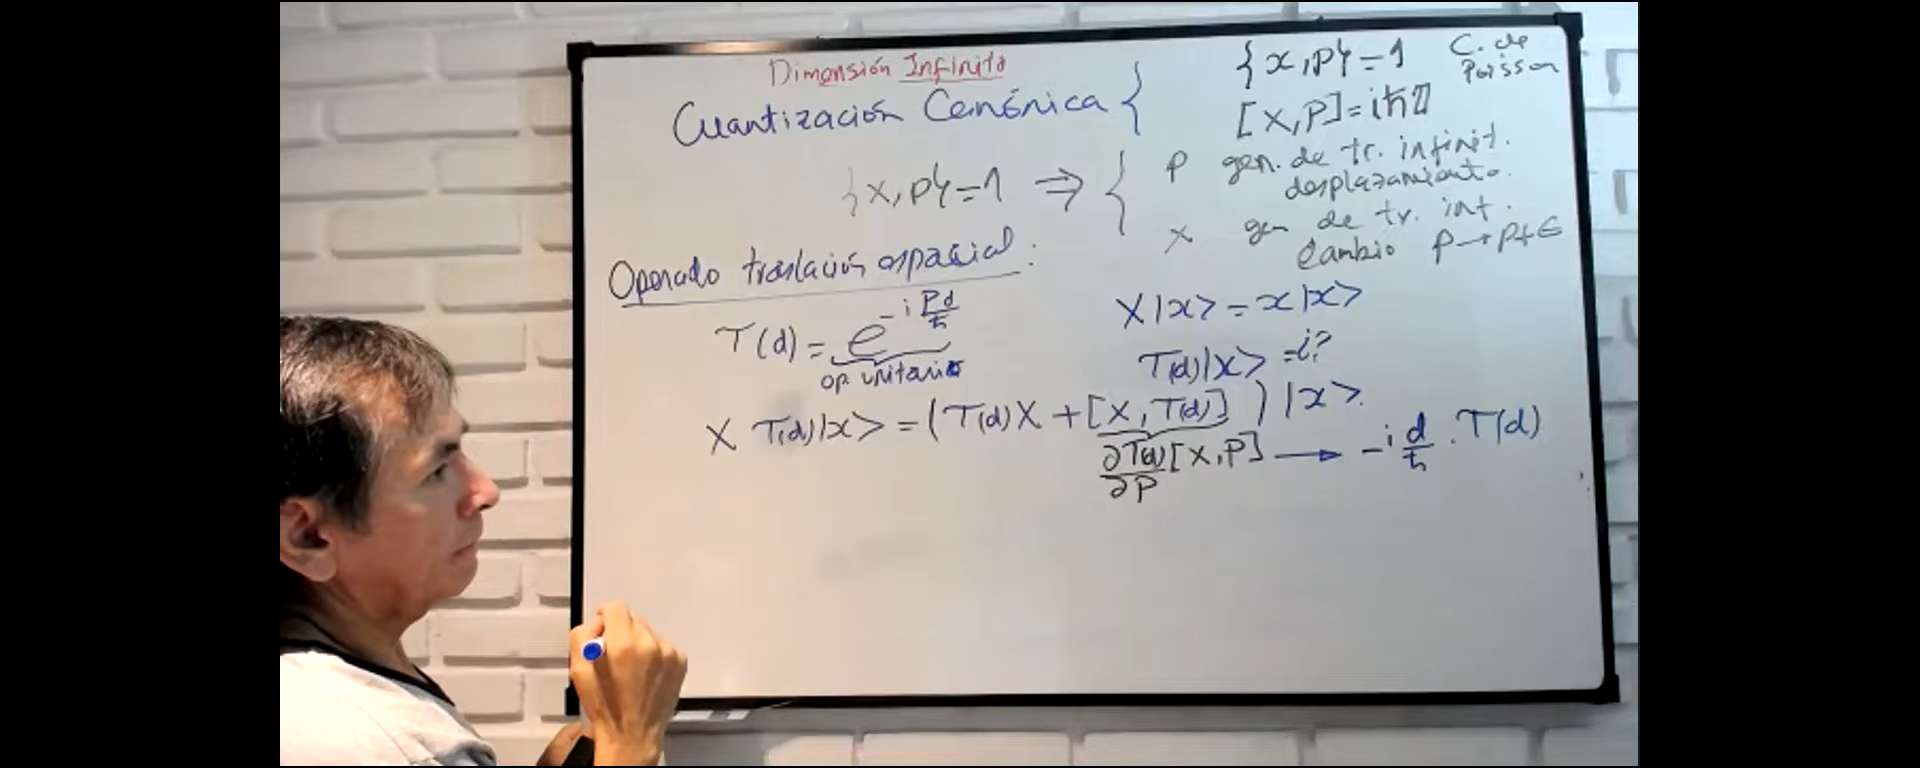 Dimensión Infinita
Cuantización Canónica {
{x,p}=1 C. de Poisson
[X,P]=iħ𝟙
{x,p}=1 ⇒ {
p gen. de tr. infinit.
desplazamiento.
x gen de tr. inf.
Cambio p→p+ε
Operado traslación espacial:
T(d)=e^{-i Pd/ħ}
op. unitario
X|x>=x|x>
T(d)|x>=¿?
X T(d)|x>=(T(d)X+[X,T(d)])|x>
∂T(d)/∂P [X,P] → -i d/ħ . T(d)